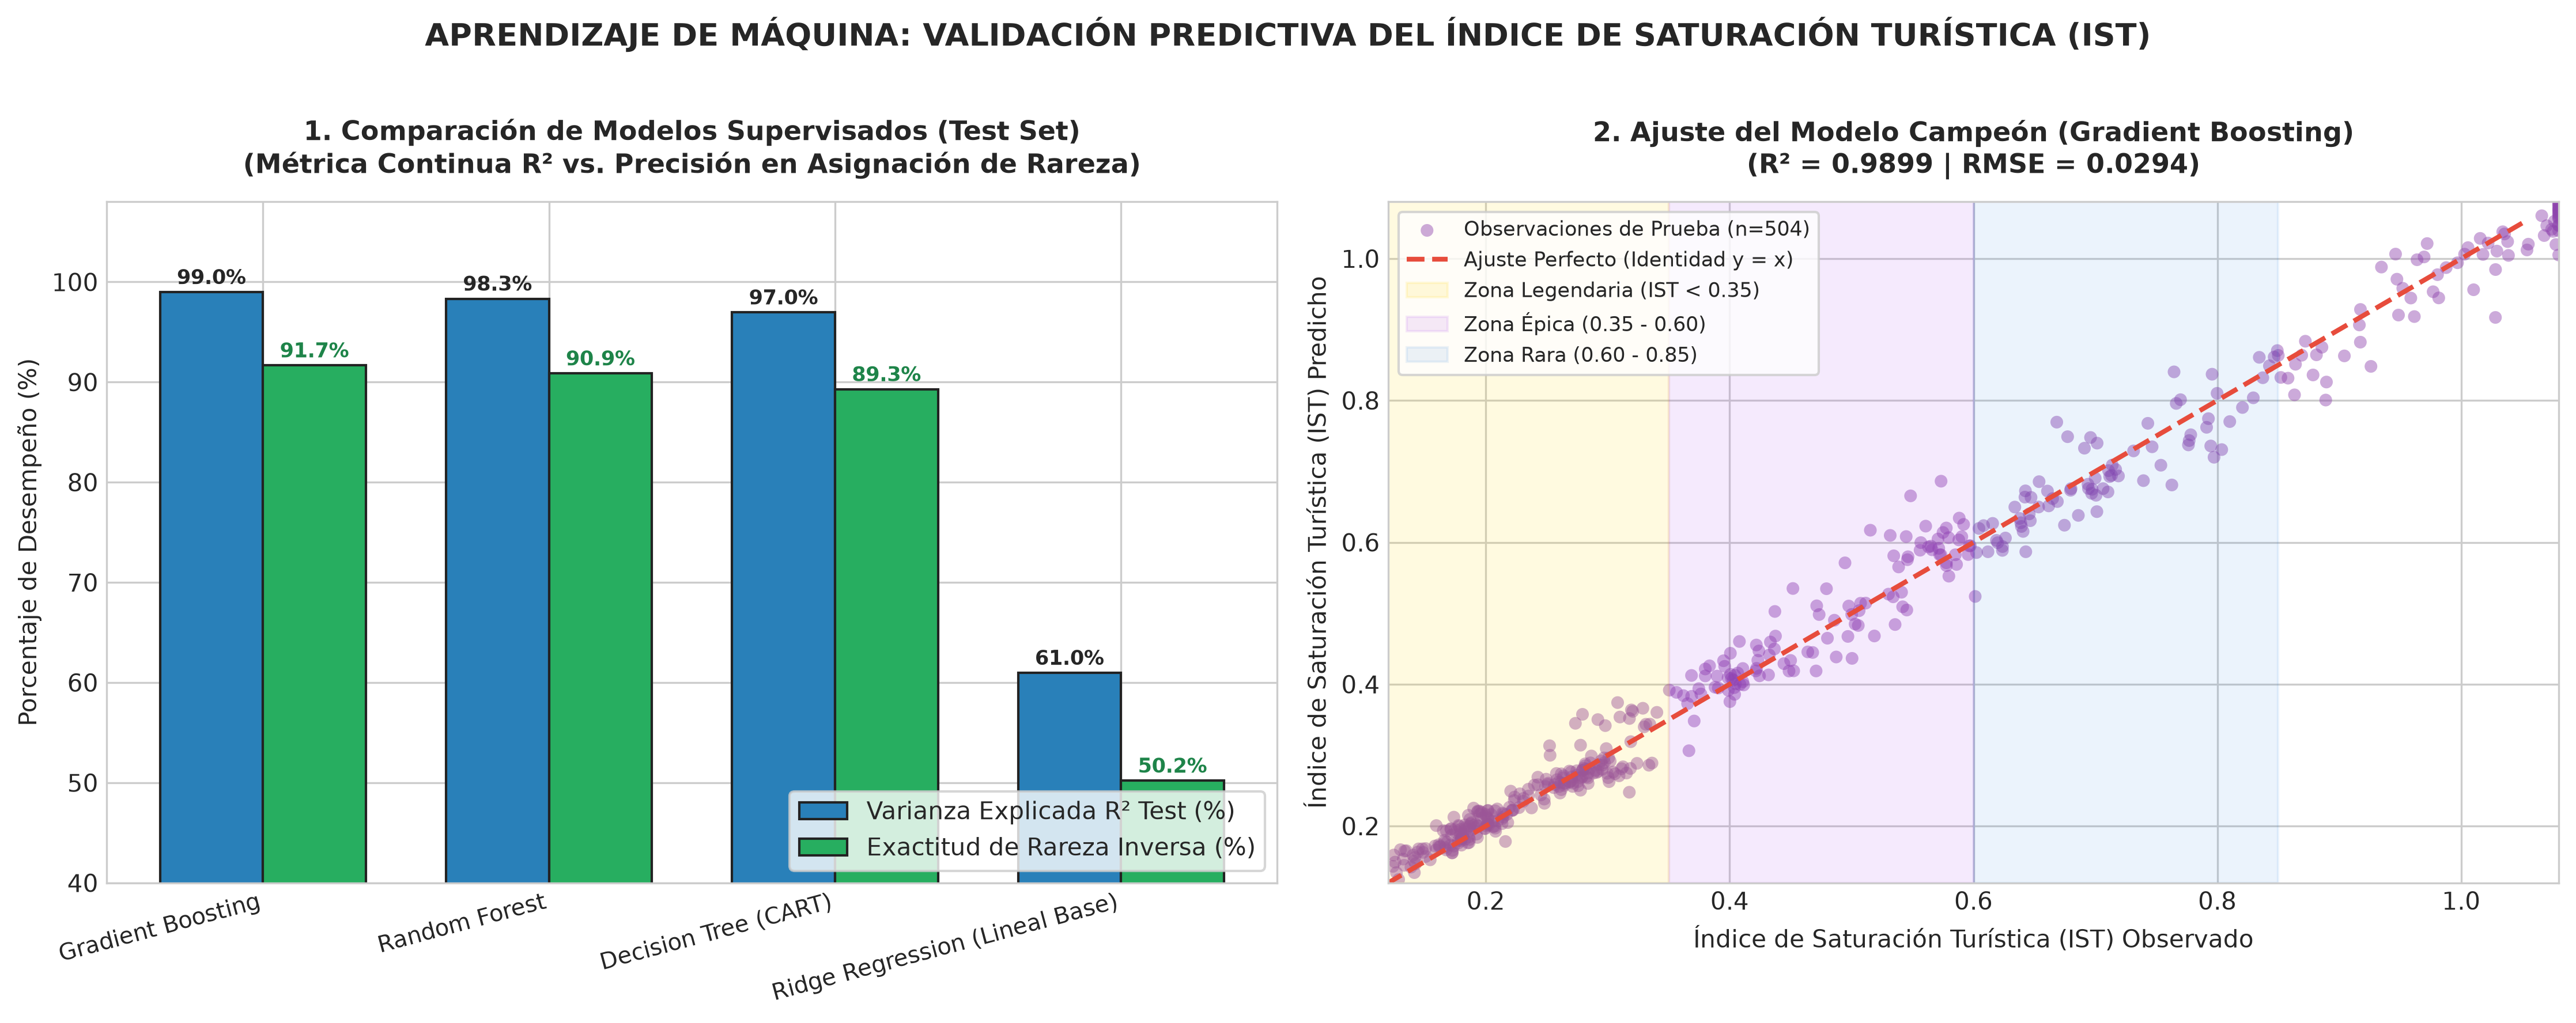 APRENDIZAJE DE MÁQUINA: VALIDACIÓN PREDICTIVA DEL ÍNDICE DE SATURACIÓN TURÍSTICA (IST)
1. Comparación de Modelos Supervisados (Test Set)
(Métrica Continua R² vs. Precisión en Asignación de Rareza)
Porcentaje de Desempeño (%)
100
90
80
70
60
50
40
99.0%
91.7%
98.3%
90.9%
97.0%
89.3%
61.0%
50.2%
Varianza Explicada R² Test (%)
Exactitud de Rareza Inversa (%)
Gradient Boosting
Random Forest
Decision Tree (CART)
Ridge Regression (Lineal Base)
2. Ajuste del Modelo Campeón (Gradient Boosting)
(R² = 0.9899 | RMSE = 0.0294)
Índice de Saturación Turística (IST) Predicho
1.0
0.8
0.6
0.4
0.2
Observaciones de Prueba (n=504)
Ajuste Perfecto (Identidad y = x)
Zona Legendaria (IST < 0.35)
Zona Épica (0.35 - 0.60)
Zona Rara (0.60 - 0.85)
0.2
0.4
0.6
0.8
1.0
Índice de Saturación Turística (IST) Observado